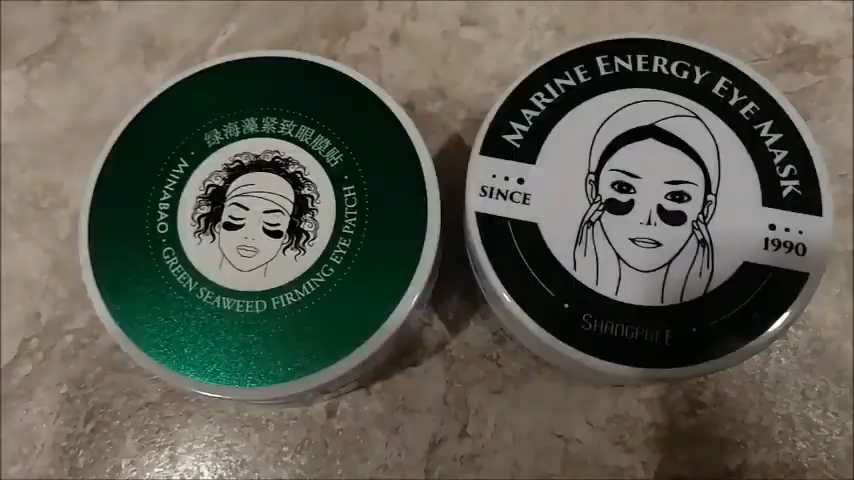 绿海藻紧致眼膜贴
· MINABAO ·
GREEN SEAWEED FIRMING EYE PATCH ·
MARINE ENERGY EYE MASK
SINCE
1990
SHANGPREE